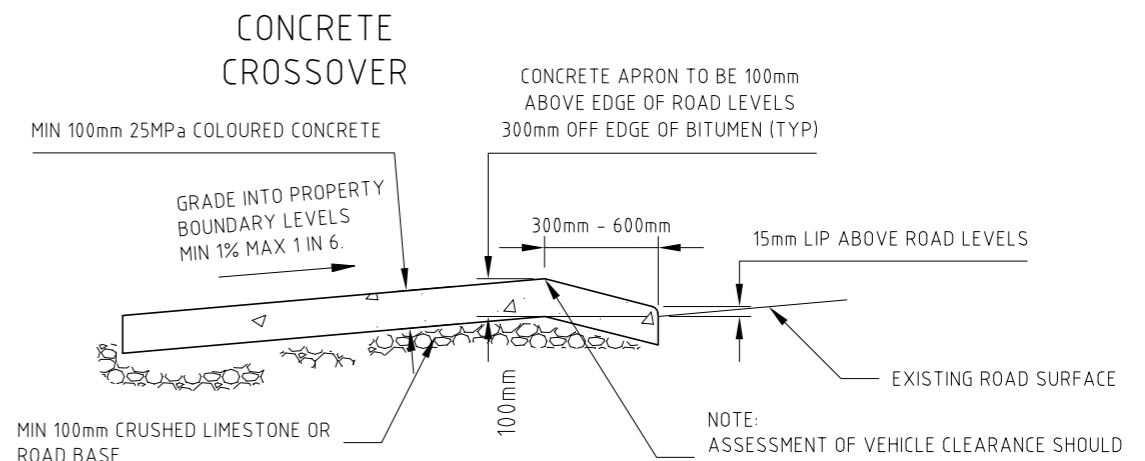 CONCRETE
CROSSOVER
CONCRETE APRON TO BE 100mm
ABOVE EDGE OF ROAD LEVELS
300mm OFF EDGE OF BITUMEN (TYP)
MIN 100mm 25MPa COLOURED CONCRETE
GRADE INTO PROPERTY
BOUNDARY LEVELS
MIN 1% MAX 1 IN 6.
300mm - 600mm
15mm LIP ABOVE ROAD LEVELS
EXISTING ROAD SURFACE
100mm
MIN 100mm CRUSHED LIMESTONE OR
ROAD BASE
NOTE:
ASSESSMENT OF VEHICLE CLEARANCE SHOULD